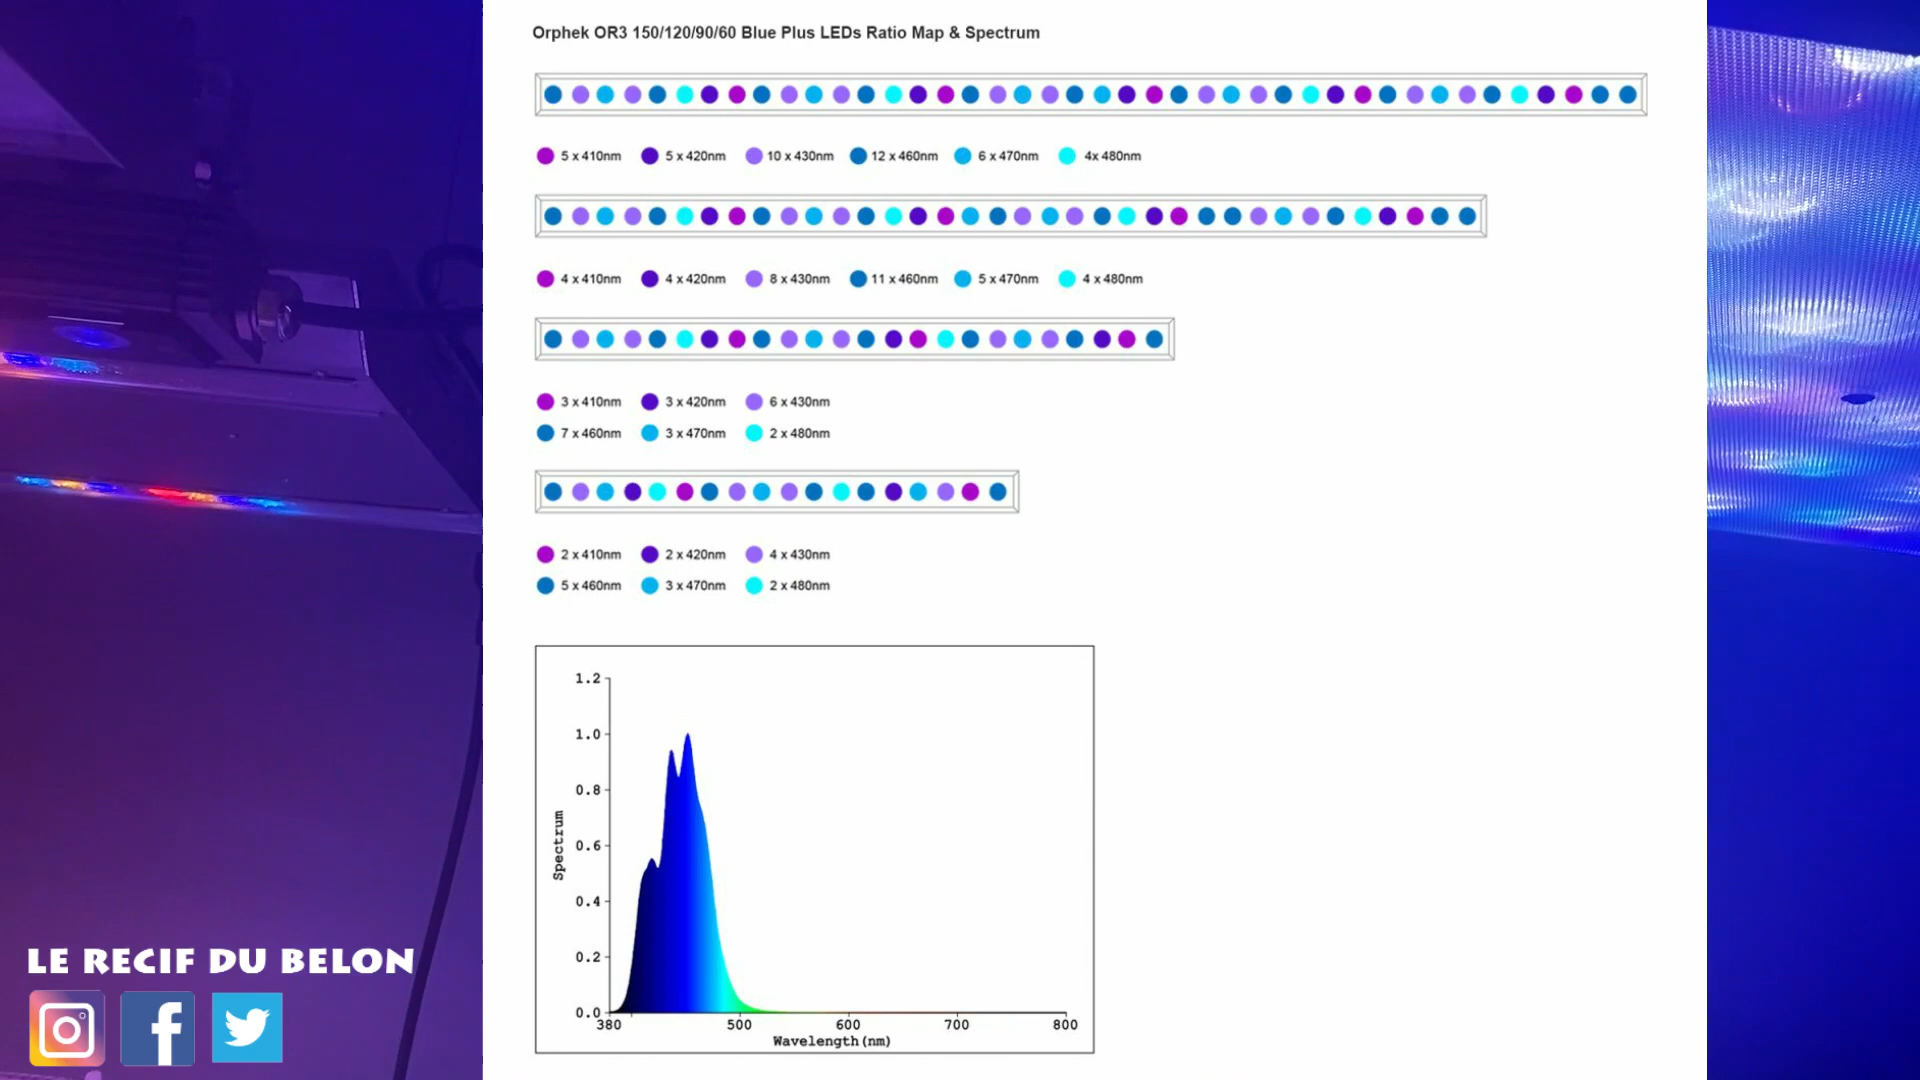 Orphek OR3 150/120/90/60 Blue Plus LEDs Ratio Map & Spectrum
5 x 410nm 5 x 420nm 10 x 430nm 12 x 460nm 6 x 470nm 4x 480nm
4 x 410nm 4 x 420nm 8 x 430nm 11 x 460nm 5 x 470nm 4 x 480nm
3 x 410nm 3 x 420nm 6 x 430nm
7 x 460nm 3 x 470nm 2 x 480nm
2 x 410nm 2 x 420nm 4 x 430nm
5 x 460nm 3 x 470nm 2 x 480nm
1.2
1.0
0.8
0.6
0.4
0.2
0.0
Spectrum
380 500 600 700 800
Wavelength(nm)
LE RECIF DU BELON